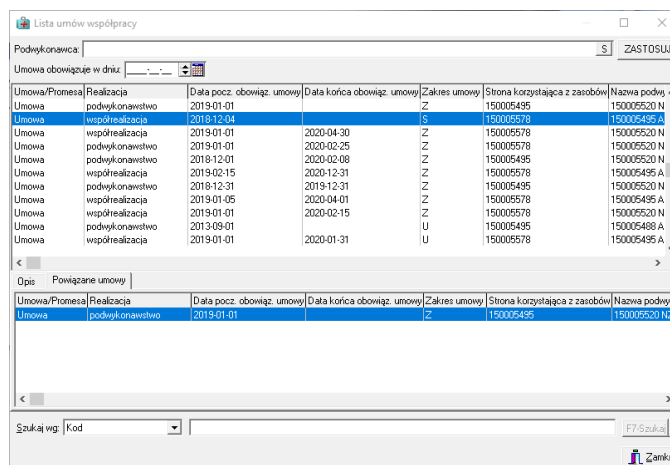 Lista umów współpracy
Podwykonawca: S ZASTOSUJ
Umowa obowiązuje w dniu: __.__.__
Umowa/Promesa Realizacja Data pocz. obowiąz. umowy Data końca obowiąz. umowy Zakres umowy Strona korzystająca z zasobów Nazwa podwy
Umowa podwykonawstwo 2019-01-01 Z 150005495 150005520 N
Umowa współrealizacja 2018-12-04 S 150005578 150005495 A
Umowa współrealizacja 2019-01-01 2020-04-30 Z 150005578 150005520 N
Umowa podwykonawstwo 2019-01-01 2020-02-25 Z 150005578 150005520 N
Umowa podwykonawstwo 2018-12-01 2020-02-08 Z 150005495 150005520 N
Umowa współrealizacja 2019-02-15 2020-12-31 Z 150005578 150005495 A
Umowa podwykonawstwo 2018-12-31 2019-12-31 Z 150005495 150005520 N
Umowa współrealizacja 2019-01-05 2020-04-01 Z 150005578 150005495 A
Umowa współrealizacja 2019-01-01 2020-02-15 Z 150005578 150005520 N
Umowa podwykonawstwo 2013-09-01 U 150005495 150005488 A
Umowa współrealizacja 2019-01-01 2020-01-31 U 150005578 150005495 A
Opis Powiązane umowy
Umowa/Promesa Realizacja Data pocz. obowiąz. umowy Data końca obowiąz. umowy Zakres umowy Strona korzystająca z zasobów Nazwa podwy
Umowa podwykonawstwo 2019-01-01 Z 150005495 150005520 NZ
Szukaj wg: Kod F7-Szukaj
Zamkn